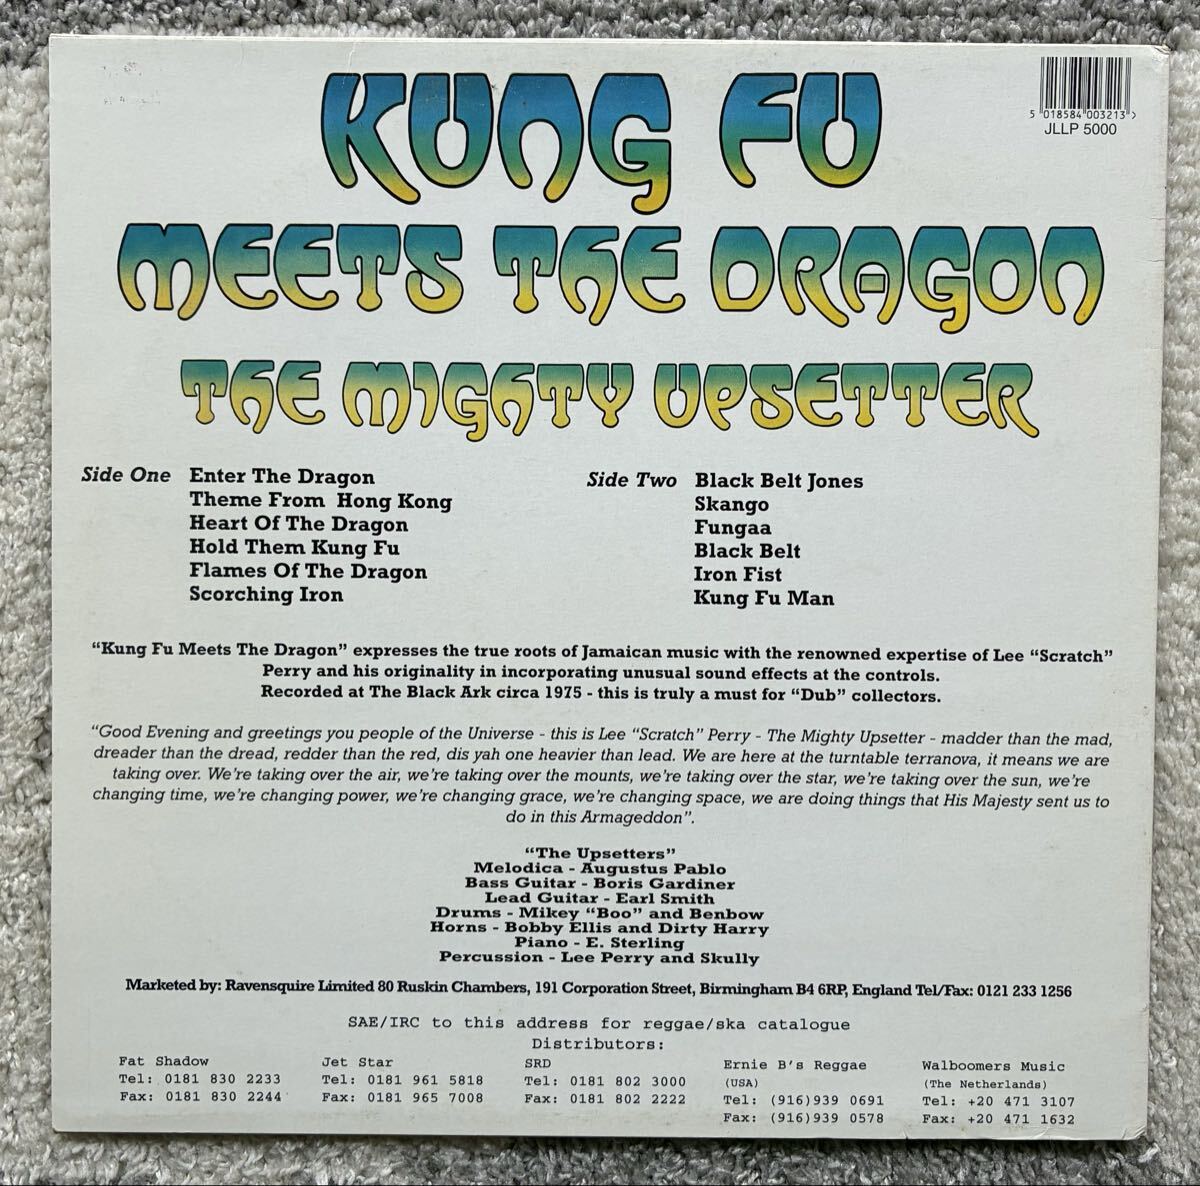 KUNG FU
MEETS THE DRAGON
THE MIGHTY UPSETTER
5 018584 003213 >
JLLP 5000
Side One
Enter The Dragon
Theme From Hong Kong
Heart Of The Dragon
Hold Them Kung Fu
Flames Of The Dragon
Scorching Iron
Side Two
Black Belt Jones
Skango
Fungaa
Black Belt
Iron Fist
Kung Fu Man
“Kung Fu Meets The Dragon” expresses the true roots of Jamaican music with the renowned expertise of Lee “Scratch”
Perry and his originality in incorporating unusual sound effects at the controls.
Recorded at The Black Ark circa 1975 - this is truly a must for “Dub” collectors.
“Good Evening and greetings you people of the Universe - this is Lee “Scratch” Perry - The Mighty Upsetter - madder than the mad,
dreader than the dread, redder than the red, dis yah one heavier than lead. We are here at the turntable terranova, it means we are
taking over. We’re taking over the air, we’re taking over the mounts, we’re taking over the star, we’re taking over the sun, we’re
changing time, we’re changing power, we’re changing grace, we’re changing space, we are doing things that His Majesty sent us to
do in this Armageddon”.
“The Upsetters”
Melodica - Augustus Pablo
Bass Guitar - Boris Gardiner
Lead Guitar - Earl Smith
Drums - Mikey “Boo” and Benbow
Horns - Bobby Ellis and Dirty Harry
Piano - E. Sterling
Percussion - Lee Perry and Skully
Marketed by: Ravensquire Limited 80 Ruskin Chambers, 191 Corporation Street, Birmingham B4 6RP, England Tel/Fax: 0121 233 1256
SAE/IRC to this address for reggae/ska catalogue
Distributors:
Fat Shadow
Tel: 0181 830 2233
Fax: 0181 830 2244
Jet Star
Tel: 0181 961 5818
Fax: 0181 965 7008
SRD
Tel: 0181 802 3000
Fax: 0181 802 2222
Ernie B’s Reggae
(USA)
Tel: (916)939 0691
Fax: (916)939 0578
Walboomers Music
(The Netherlands)
Tel: +20 471 3107
Fax: +20 471 1632